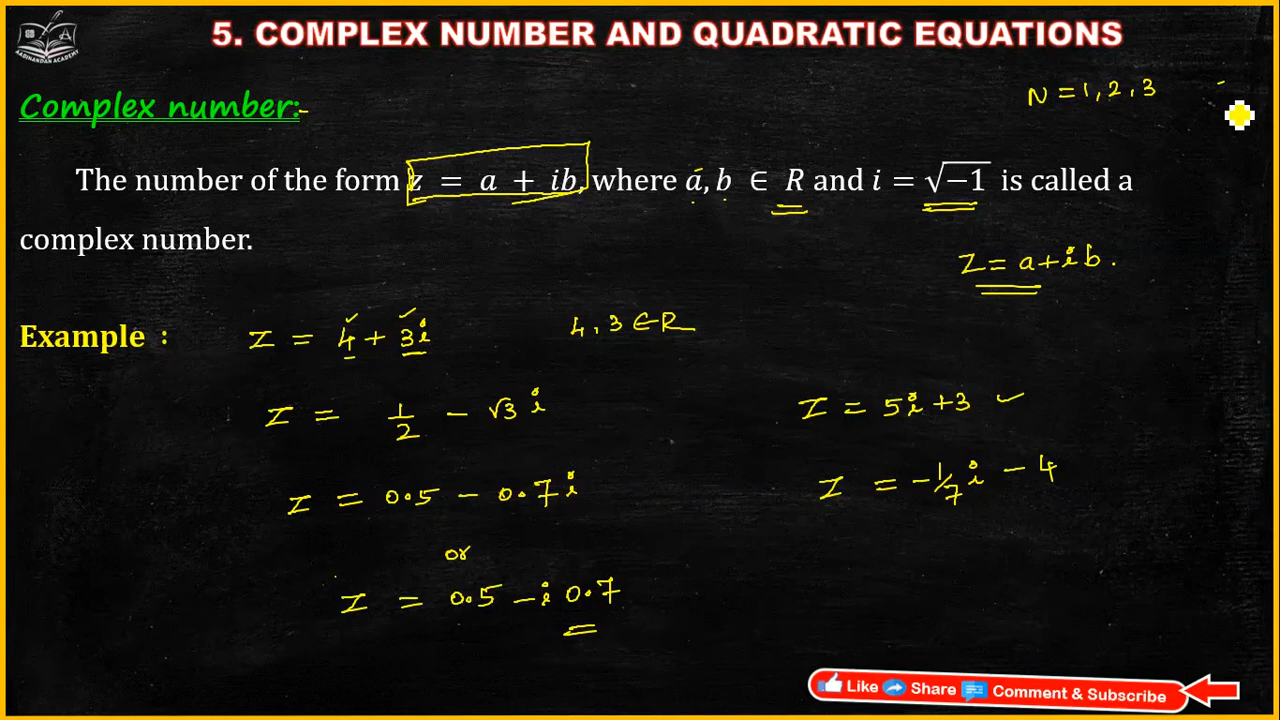 AADINANDAN ACADEMY
5. COMPLEX NUMBER AND QUADRATIC EQUATIONS
Complex number:-
N = 1, 2, 3
The number of the form z = a + ib, where a, b ∈ R and i = √−1 is called a
complex number.
Z = a + ib.
Example :
Z = 4 + 3i
4, 3 ∈ R
Z = 1/2 − √3 i
Z = 5i + 3 ✓
Z = 0.5 − 0.7i
Z = −1/7 i − 4
or
Z = 0.5 − i 0.7
Like Share Comment & Subscribe